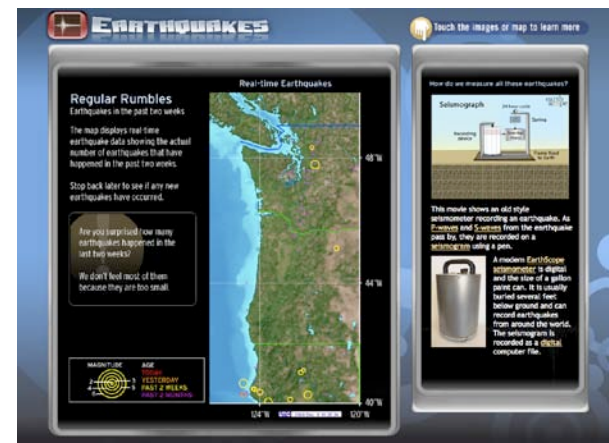 EARTHQUAKES
Touch the images or map to learn more
Regular Rumbles
Earthquakes in the past two weeks
The map displays real-time
earthquake data showing the actual
number of earthquakes that have
happened in the past two weeks.
Stop back later to see if any new
earthquakes have occurred.
Are you surprised how many
earthquakes happened in the
last two weeks?
We don't feel most of them
because they are too small.
MAGNITUDE
AGE
TODAY
YESTERDAY
PAST 2 WEEKS
PAST 2 MONTHS
Real-time Earthquakes
48°N
44°N
40°N
124°W
120°W
How do we measure all these earthquakes?
Seismograph
Spring
Recording
device
This movie shows an old style
seismometer recording an earthquake. As
P-waves and S-waves from the earthquake
pass by, they are recorded on a
seismogram using a pen.
A modern EarthScope
seismometer is digital
and the size of a gallon
paint can. It is usually
buried several feet
below ground and can
record earthquakes
from around the world.
The seismogram is
recorded as a digital
computer file.